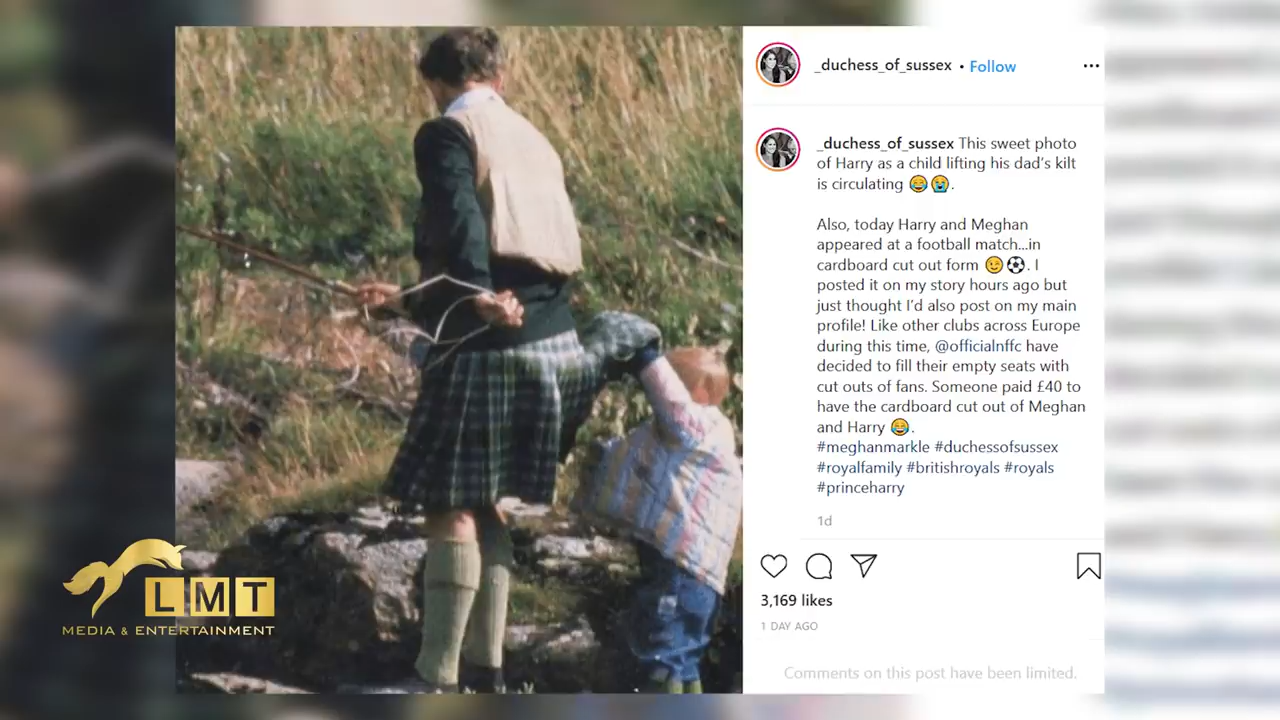 _duchess_of_sussex • Follow
_duchess_of_sussex This sweet photo
of Harry as a child lifting his dad's kilt
is circulating 😂😭.
Also, today Harry and Meghan
appeared at a football match...in
cardboard cut out form 😉⚽. I
posted it on my story hours ago but
just thought I'd also post on my main
profile! Like other clubs across Europe
during this time, @officialnffc have
decided to fill their empty seats with
cut outs of fans. Someone paid £40 to
have the cardboard cut out of Meghan
and Harry 😂.
#meghanmarkle #duchessofsussex
#royalfamily #britishroyals #royals
#princeharry
1d
3,169 likes
1 DAY AGO
Comments on this post have been limited.
LMT
MEDIA & ENTERTAINMENT